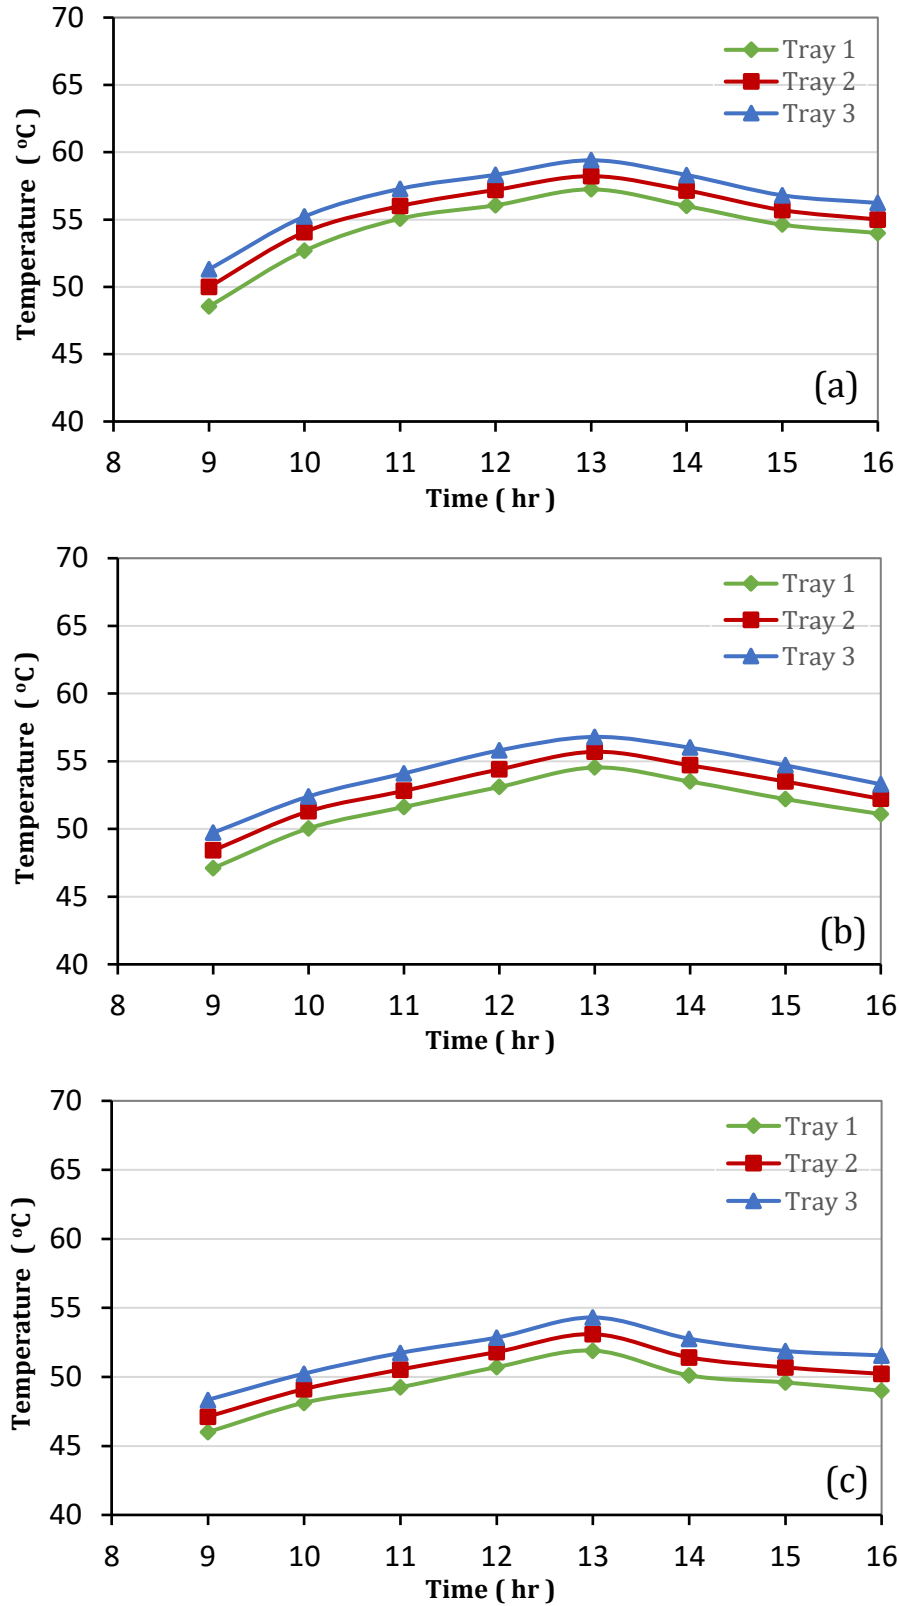 70
65
60
55
50
45
40
Temperature ( ºC )
Tray 1
Tray 2
Tray 3
(a)
8 9 10 11 12 13 14 15 16
Time ( hr )
70
65
60
55
50
45
40
Temperature ( ºC )
Tray 1
Tray 2
Tray 3
(b)
8 9 10 11 12 13 14 15 16
Time ( hr )
70
65
60
55
50
45
40
Temperature ( ºC )
Tray 1
Tray 2
Tray 3
(c)
8 9 10 11 12 13 14 15 16
Time ( hr )